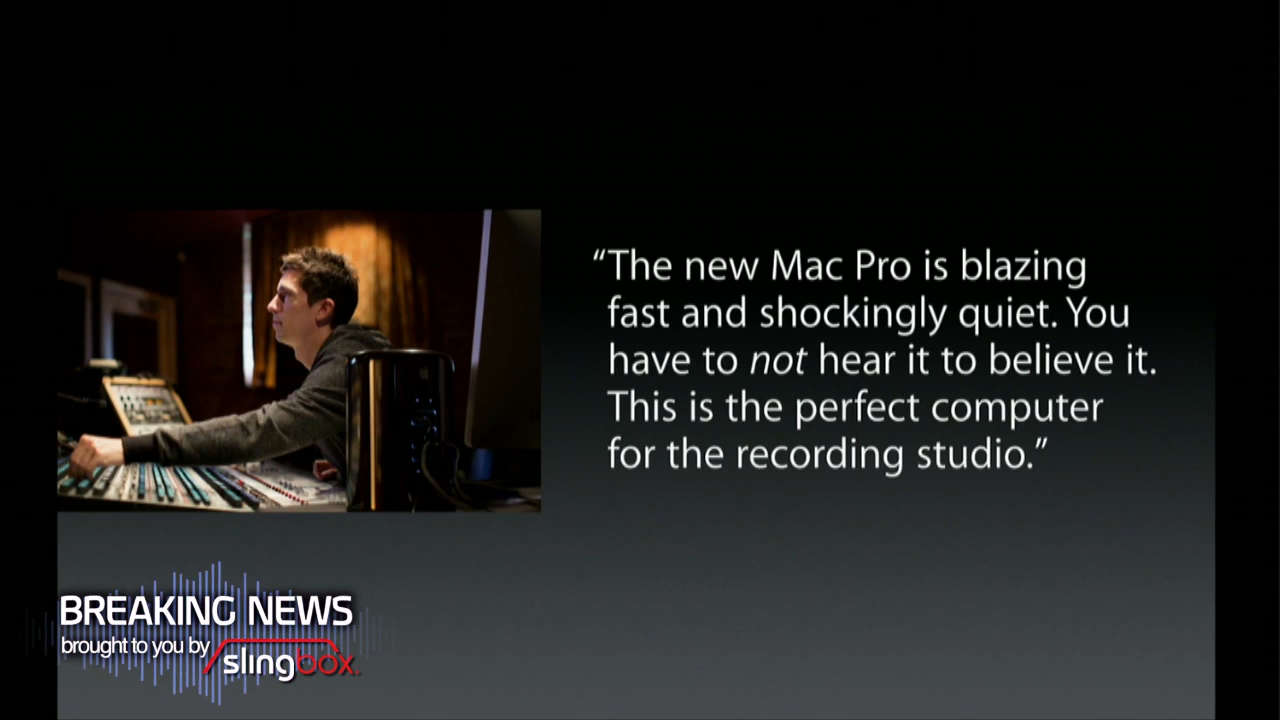 “The new Mac Pro is blazing
fast and shockingly quiet. You
have to not hear it to believe it.
This is the perfect computer
for the recording studio.”
BREAKING NEWS
brought to you by
slingbox.